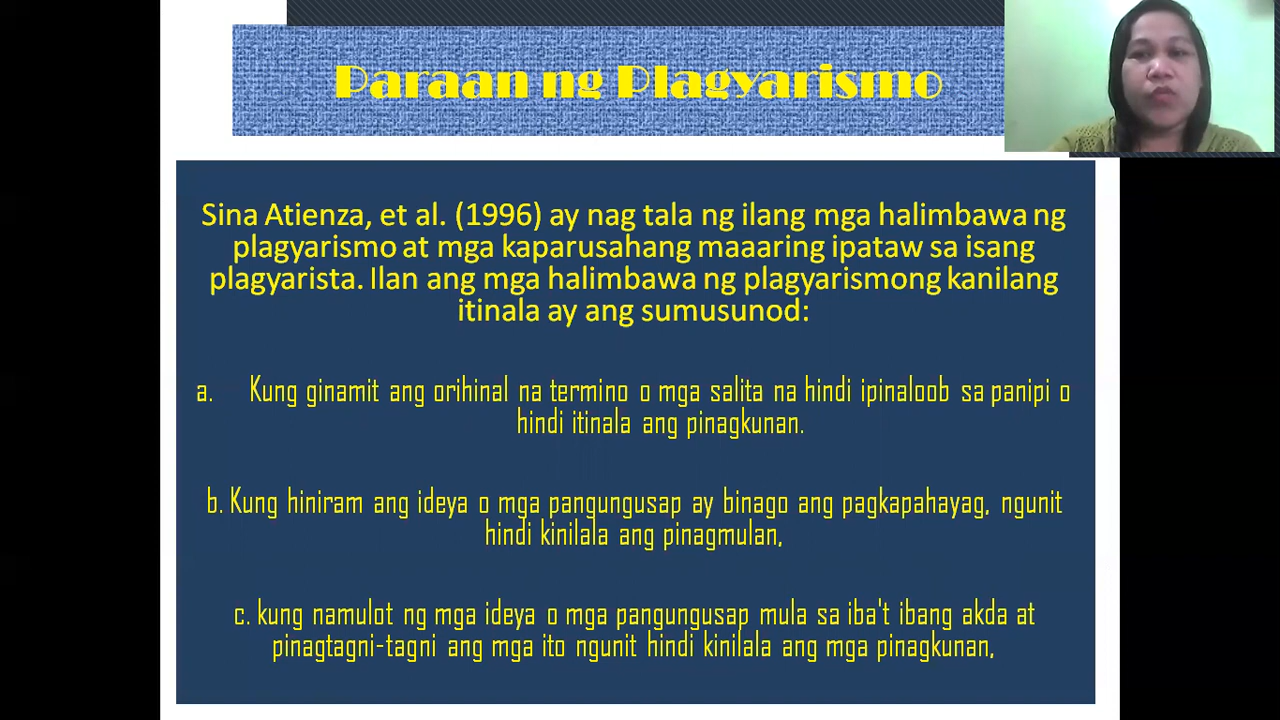 Paraan ng Plagyarismo
Sina Atienza, et al. (1996) ay nag tala ng ilang mga halimbawa ng
plagyarismo at mga kaparusahang maaaring ipataw sa isang
plagyarista. Ilan ang mga halimbawa ng plagyarismong kanilang
itinala ay ang sumusunod:
a. Kung ginamit ang orihinal na termino o mga salita na hindi ipinaloob sa panipi o
hindi itinala ang pinagkunan.
b. Kung hiniram ang ideya o mga pangungusap ay binago ang pagkapahayag, ngunit
hindi kinilala ang pinagmulan,
c. kung namulot ng mga ideya o mga pangungusap mula sa iba't ibang akda at
pinagtagni-tagni ang mga ito ngunit hindi kinilala ang mga pinagkunan,